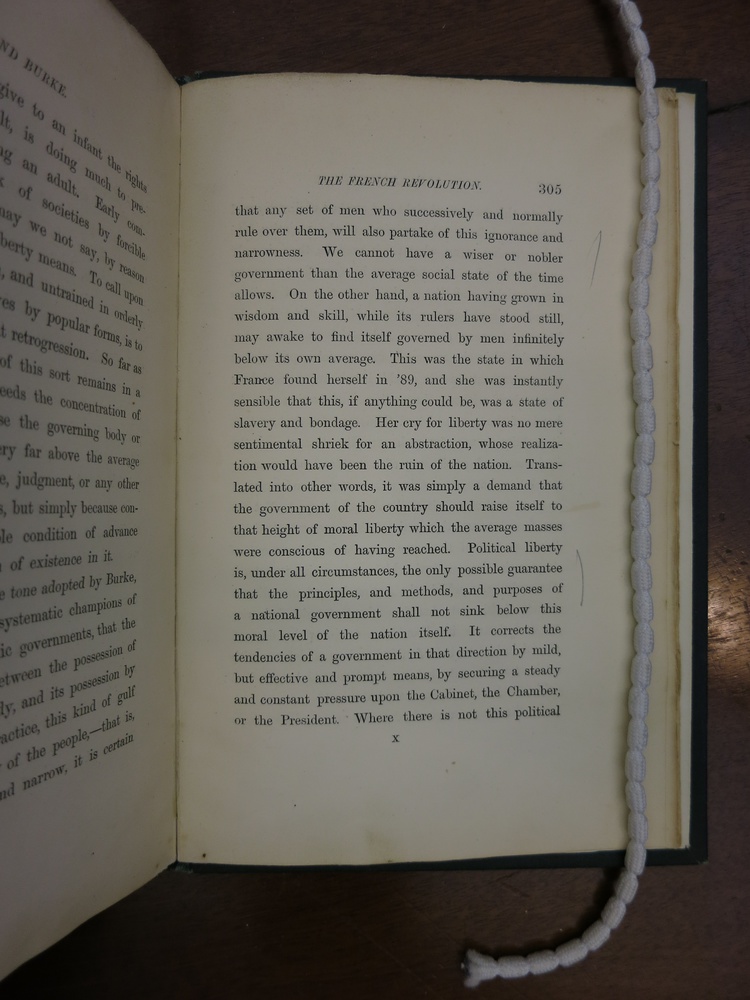 ND BURKE.
give to an infant the rights
lt, is doing much to pre-
ng an adult. Early com-
k of societies by forcible
may we not say, by reason
berty means. To call upon
, and untrained in orderly
ves by popular forms, is to
t retrogression. So far as
of this sort remains in a
eeds the concentration of
se the governing body or
ery far above the average
e, judgment, or any other
s, but simply because con-
ble condition of advance
n of existence in it.
e tone adopted by Burke,
systematic champions of
ic governments, that the
etween the possession of
ly, and its possession by
actice, this kind of gulf
y of the people,—that is,
nd narrow, it is certain
THE FRENCH REVOLUTION. 305
that any set of men who successively and normally
rule over them, will also partake of this ignorance and
narrowness. We cannot have a wiser or nobler
government than the average social state of the time
allows. On the other hand, a nation having grown in
wisdom and skill, while its rulers have stood still,
may awake to find itself governed by men infinitely
below its own average. This was the state in which
France found herself in '89, and she was instantly
sensible that this, if anything could be, was a state of
slavery and bondage. Her cry for liberty was no mere
sentimental shriek for an abstraction, whose realiza-
tion would have been the ruin of the nation. Trans-
lated into other words, it was simply a demand that
the government of the country should raise itself to
that height of moral liberty which the average masses
were conscious of having reached. Political liberty
is, under all circumstances, the only possible guarantee
that the principles, and methods, and purposes of
a national government shall not sink below this
moral level of the nation itself. It corrects the
tendencies of a government in that direction by mild,
but effective and prompt means, by securing a steady
and constant pressure upon the Cabinet, the Chamber,
or the President. Where there is not this political
x